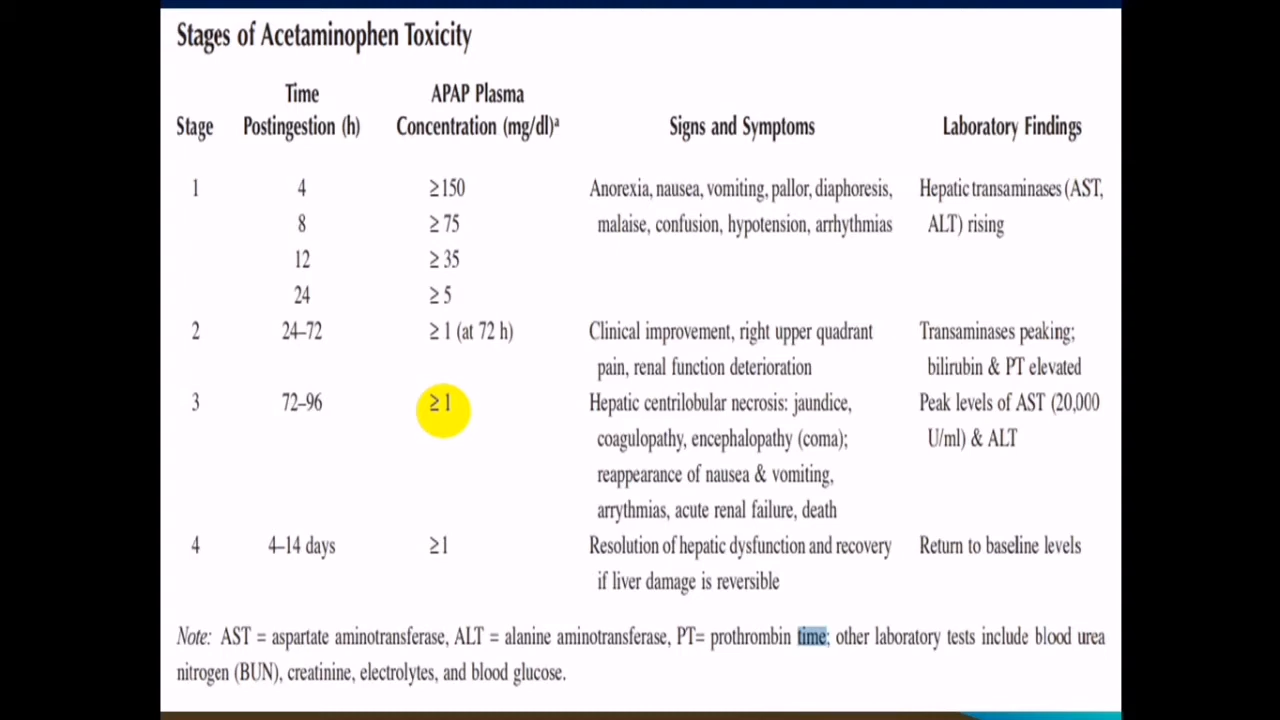 Stages of Acetaminophen Toxicity
Time APAP Plasma
Stage Postingestion (h) Concentration (mg/dl)ᵃ Signs and Symptoms Laboratory Findings
1 4 ≥150 Anorexia, nausea, vomiting, pallor, diaphoresis, Hepatic transaminases (AST,
8 ≥ 75 malaise, confusion, hypotension, arrhythmias ALT) rising
12 ≥ 35
24 ≥ 5
2 24–72 ≥ 1 (at 72 h) Clinical improvement, right upper quadrant Transaminases peaking;
pain, renal function deterioration bilirubin & PT elevated
3 72–96 ≥ 1 Hepatic centrilobular necrosis: jaundice, Peak levels of AST (20,000
coagulopathy, encephalopathy (coma); U/ml) & ALT
reappearance of nausea & vomiting,
arrytmias, acute renal failure, death
4 4–14 days ≥1 Resolution of hepatic dysfunction and recovery Return to baseline levels
if liver damage is reversible
Note: AST = aspartate aminotransferase, ALT = alanine aminotransferase, PT= prothrombin time; other laboratory tests include blood urea
nitrogen (BUN), creatinine, electrolytes, and blood glucose.